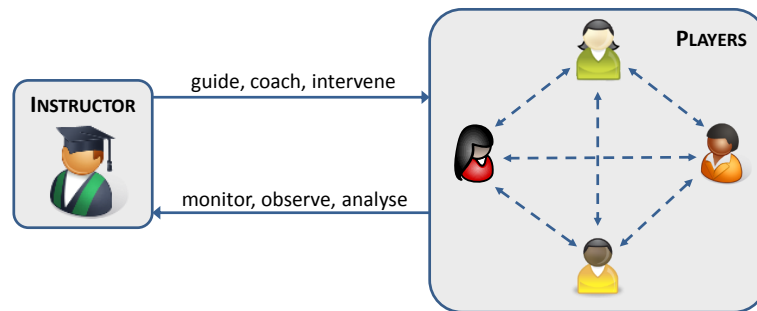 PLAYERS
guide, coach, intervene
INSTRUCTOR
monitor, observe, analyse